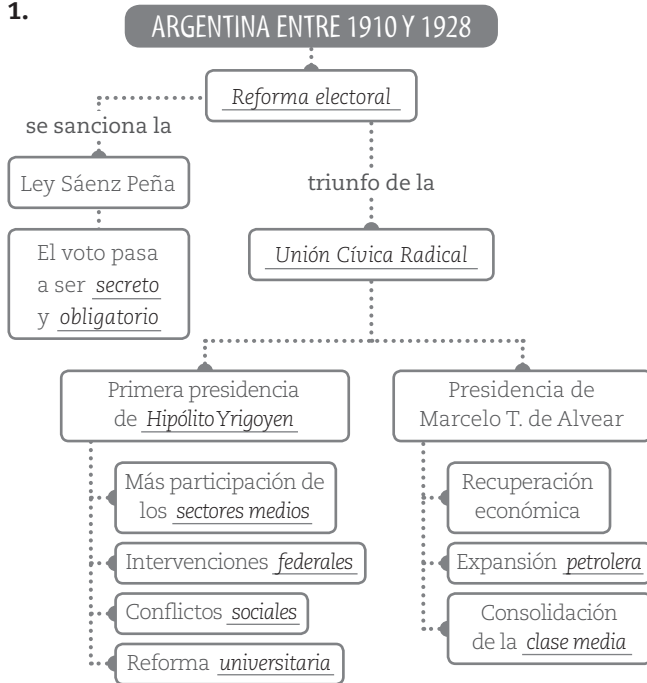 1.
ARGENTINA ENTRE 1910 Y 1928
Reforma electoral
se sanciona la
Ley Sáenz Peña
El voto pasa
a ser secreto
y obligatorio
triunfo de la
Unión Cívica Radical
Primera presidencia
de Hipólito Yrigoyen
Más participación de
los sectores medios
Intervenciones federales
Conflictos sociales
Reforma universitaria
Presidencia de
Marcelo T. de Alvear
Recuperación
económica
Expansión petrolera
Consolidación
de la clase media